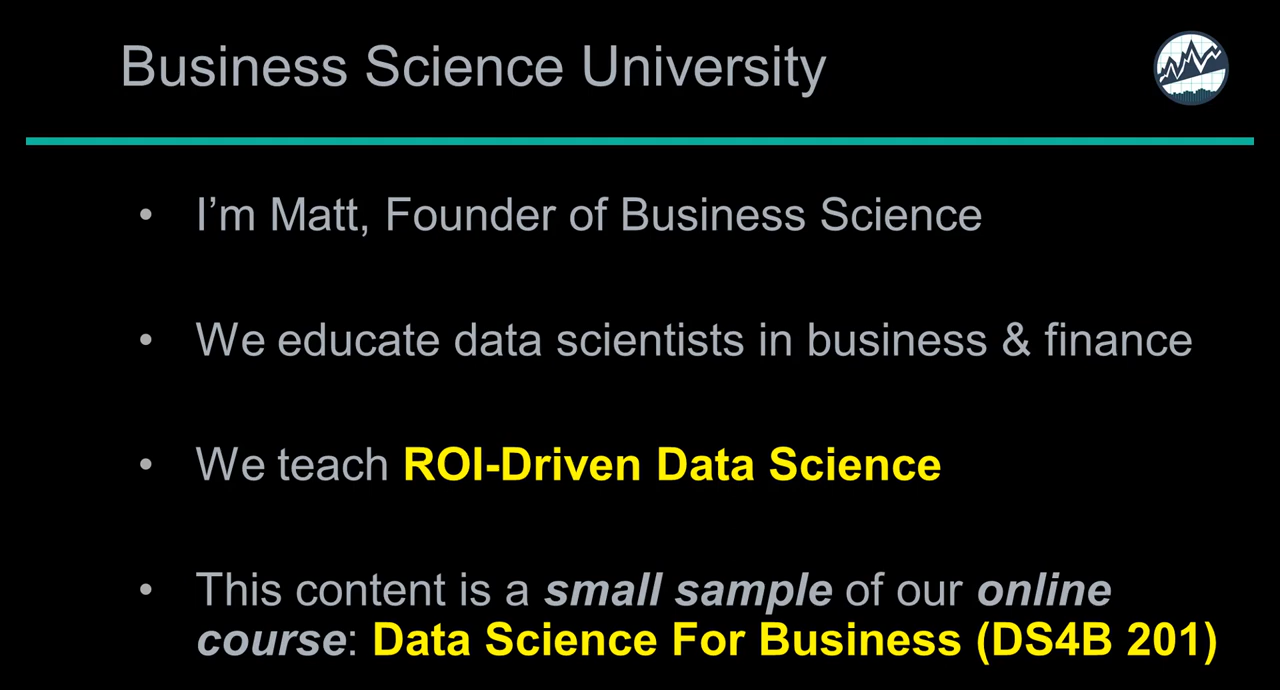 Business Science University
• I’m Matt, Founder of Business Science
• We educate data scientists in business & finance
• We teach ROI-Driven Data Science
• This content is a small sample of our online
course: Data Science For Business (DS4B 201)